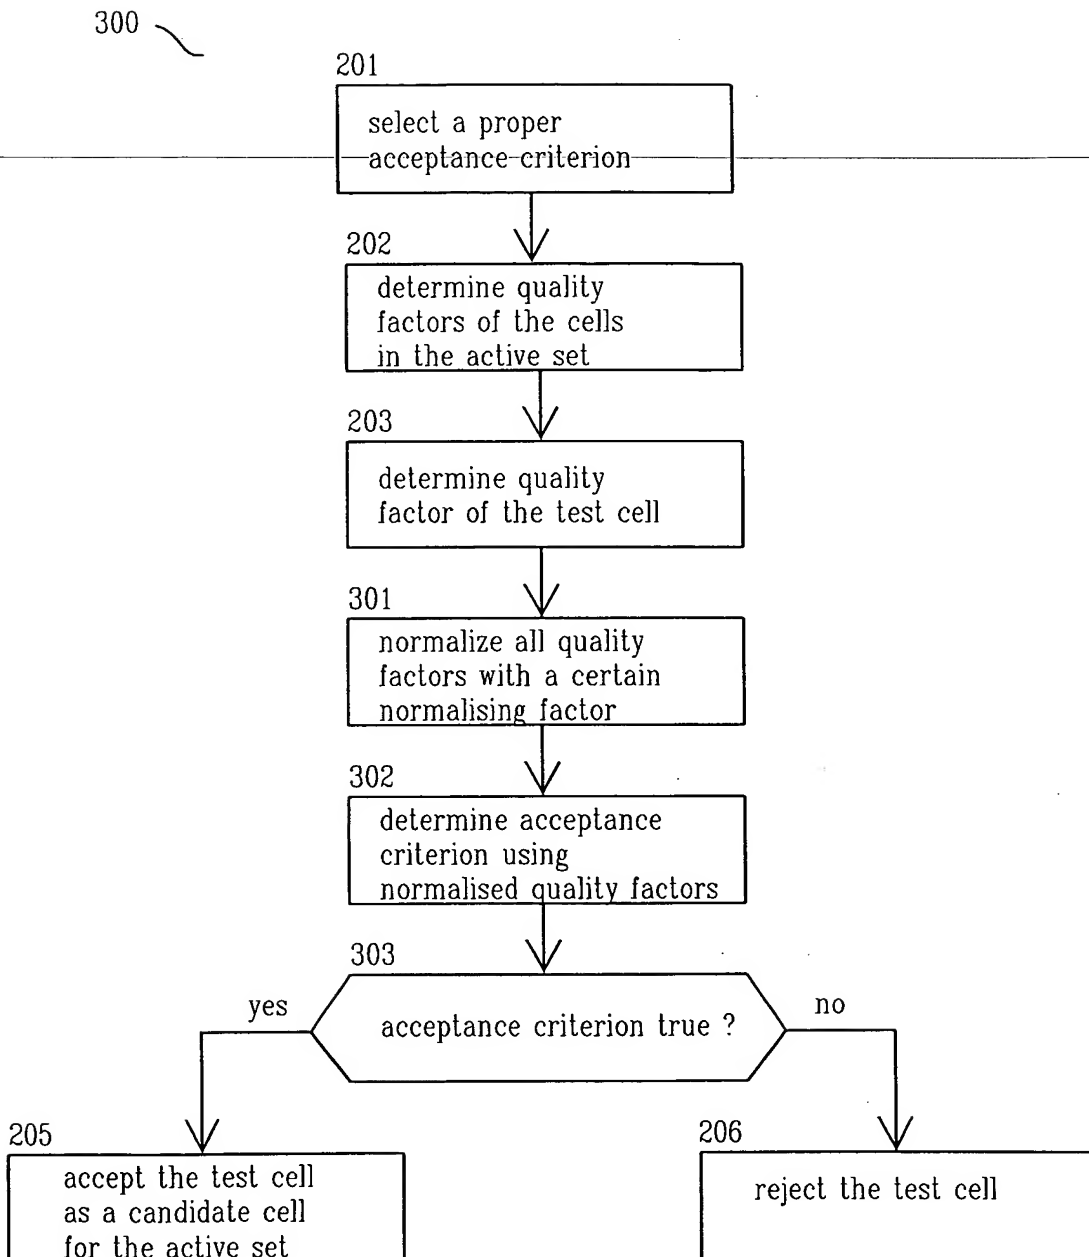 300
201
select a proper
acceptance criterion
202
determine quality
factors of the cells
in the active set
203
determine quality
factor of the test cell
301
normalize all quality
factors with a certain
normalising factor
302
determine acceptance
criterion using
normalised quality factors
303
yes
acceptance criterion true ?
no
205
accept the test cell
as a candidate cell
for the active set
206
reject the test cell